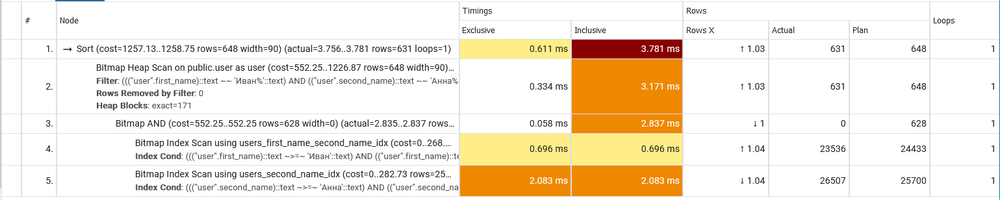 # Node Timings Rows Loops
Exclusive Inclusive Rows X Actual Plan
1. → Sort (cost=1257.13..1258.75 rows=648 width=90) (actual=3.756..3.781 rows=631 loops=1) 0.611 ms 3.781 ms ↑ 1.03 631 648 1
Bitmap Heap Scan on public.user as user (cost=552.25..1226.87 rows=648 width=90)...
Filter: ((("user".first_name)::text ~~ 'Иван%'::text) AND (("user".second_name)::text ~~ 'Анна%
2. 0.334 ms 3.171 ms ↑ 1.03 631 648 1
Rows Removed by Filter: 0
Heap Blocks: exact=171
3. Bitmap AND (cost=552.25..552.25 rows=628 width=0) (actual=2.835..2.837 rows... 0.058 ms 2.837 ms ↓ 1 0 628 1
Bitmap Index Scan using users_first_name_second_name_idx (cost=0..268....
4. 0.696 ms 0.696 ms ↑ 1.04 23536 24433 1
Index Cond: ((("user".first_name)::text ~>=~ 'Иван'::text) AND (("user".first_name)::te
Bitmap Index Scan using users_second_name_idx (cost=0..282.73 rows=25...
5. 2.083 ms 2.083 ms ↓ 1.04 26507 25700 1
Index Cond: ((("user".second_name)::text ~>=~ 'Анна'::text) AND (("user".second_na